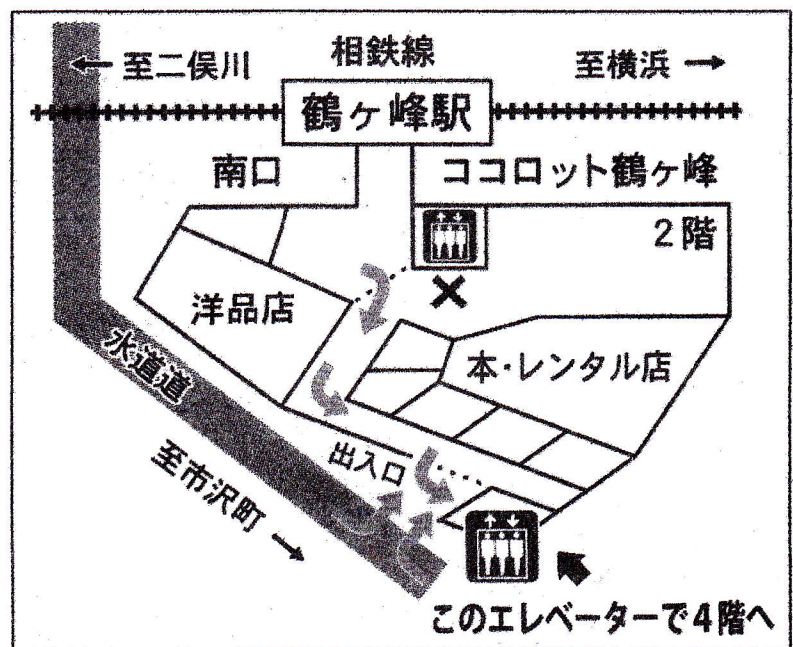 相鉄線
← 至二俣川
至横浜 →
鶴ヶ峰駅
南口
ココロット鶴ヶ峰
2階
×
洋品店
本・レンタル店
水道道
出入口
至市沢町 →
このエレベーターで4階へ